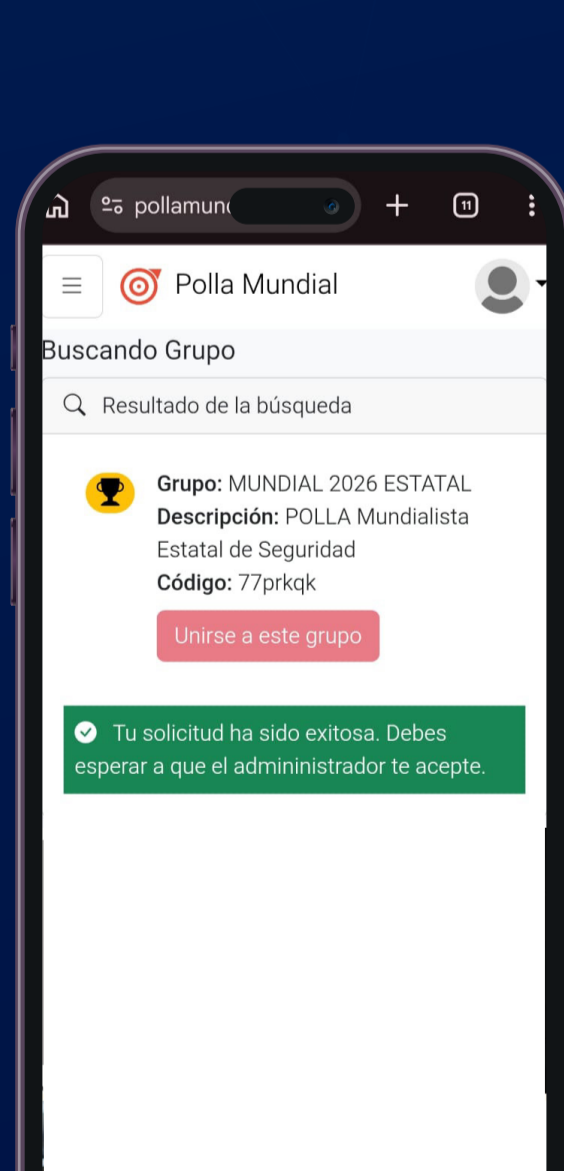 pollamun
11
Polla Mundial
Buscando Grupo
Resultado de la búsqueda
Grupo: MUNDIAL 2026 ESTATAL
Descripción: POLLA Mundialista
Estatal de Seguridad
Código: 77prkqk
Unirse a este grupo
Tu solicitud ha sido exitosa. Debes
esperar a que el admininistrador te acepte.